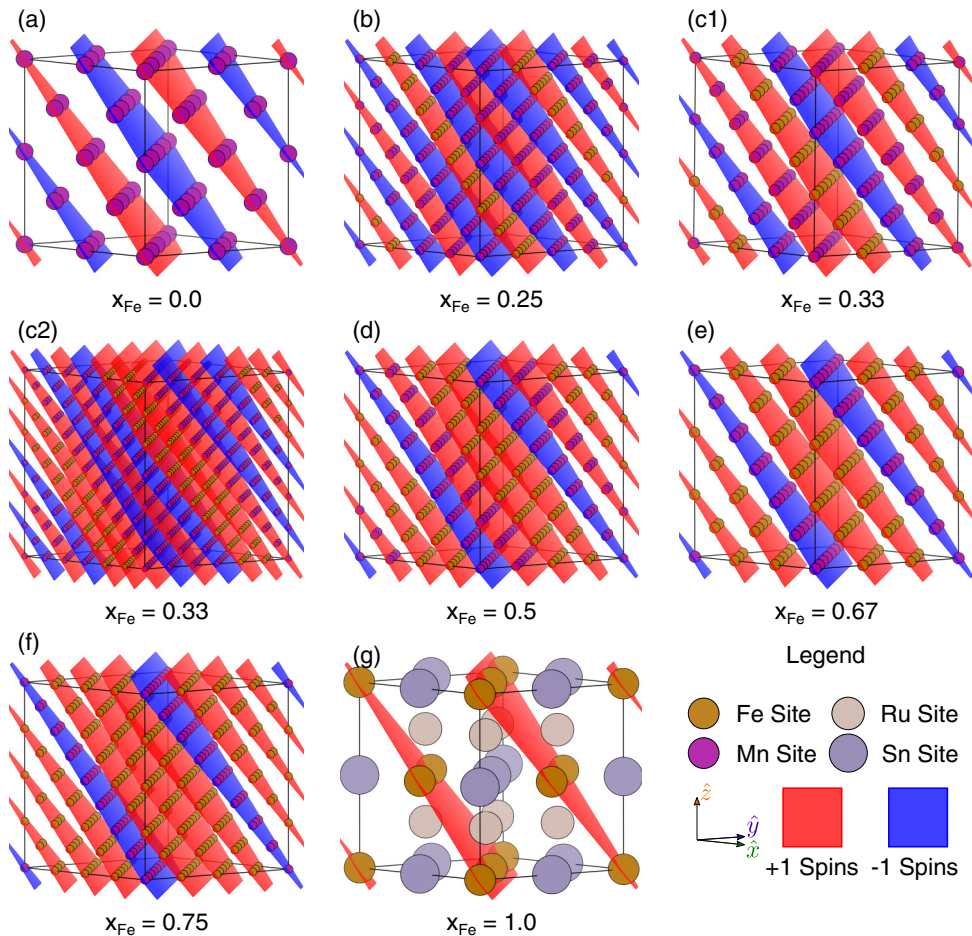 (a)
(b)
(c1)
x_Fe = 0.0
x_Fe = 0.25
x_Fe = 0.33
(c2)
(d)
(e)
x_Fe = 0.33
x_Fe = 0.5
x_Fe = 0.67
(f)
(g)
Legend
Fe Site
Ru Site
Mn Site
Sn Site
ẑ
ŷ
x̂
+1 Spins
-1 Spins
x_Fe = 0.75
x_Fe = 1.0